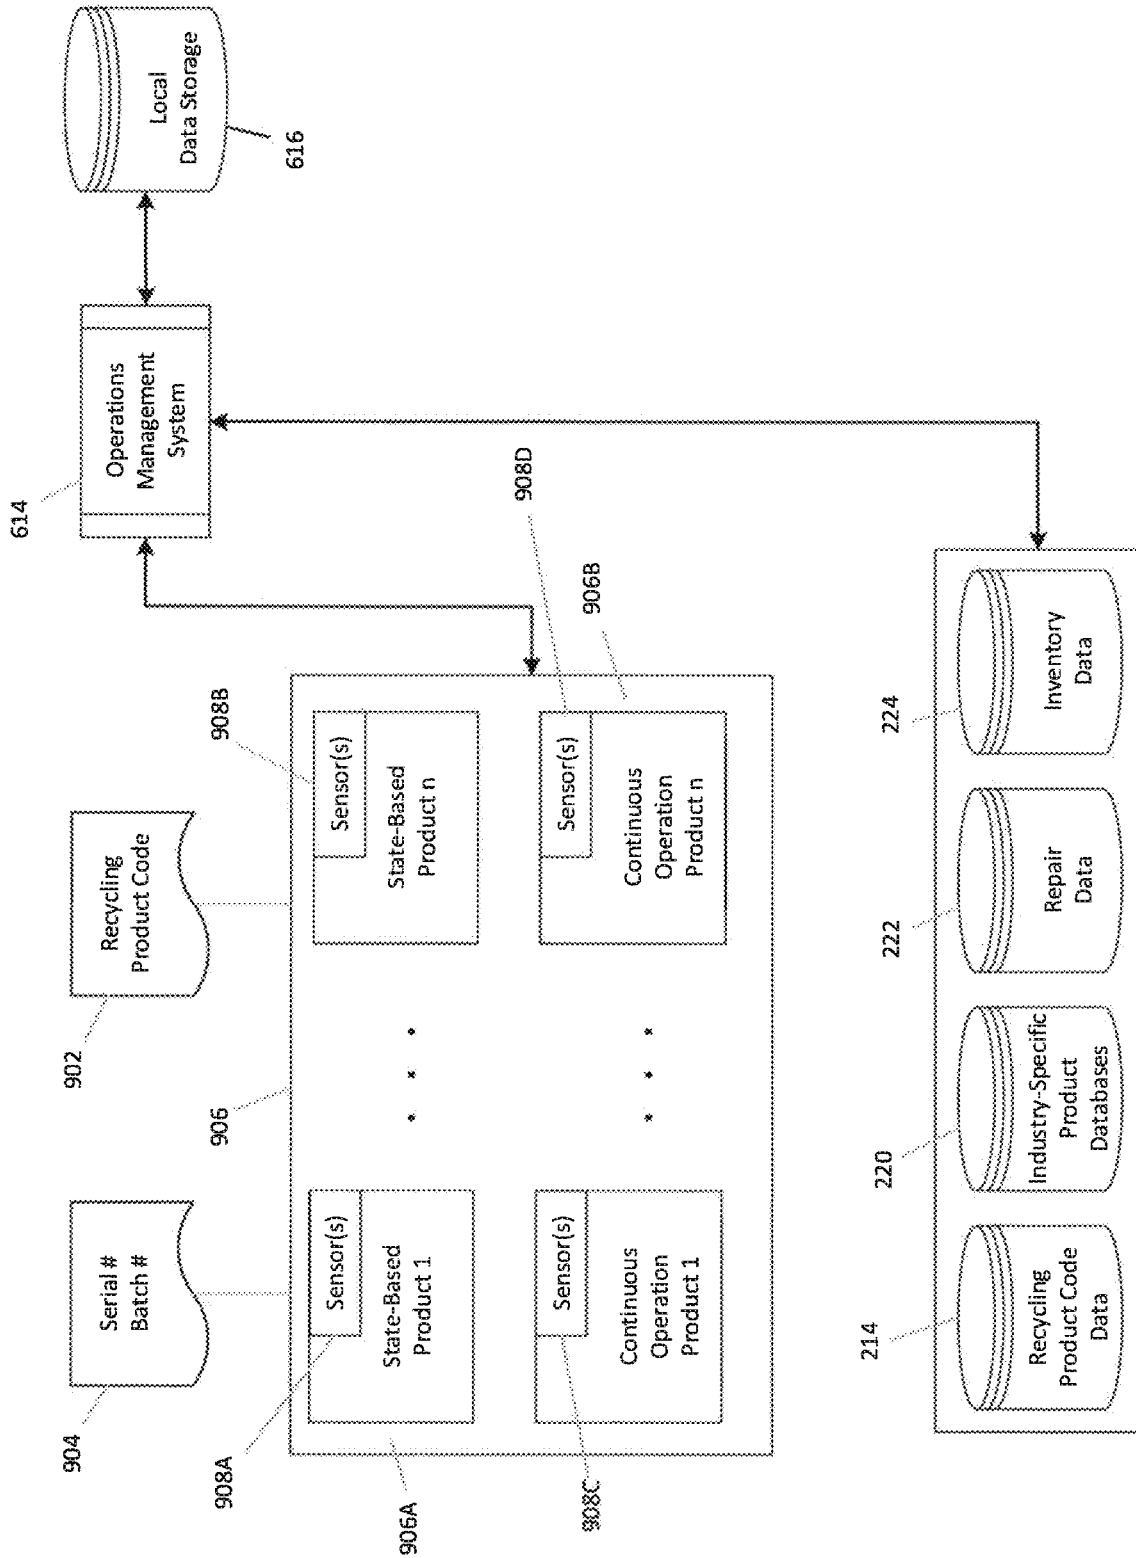 904
Serial #
Batch #
902
Recycling
Product Code
614
Operations
Management
System
Local
Data Storage
616
906
908A
Sensor(s)
State-Based
Product 1
906A
908B
Sensor(s)
State-Based
Product n
908C
Sensor(s)
Continuous
Operation
Product 1
908D
Sensor(s)
Continuous
Operation
Product n
906B
214
Recycling
Product Code
Data
220
Industry-Specific
Product
Databases
222
Repair
Data
224
Inventory
Data